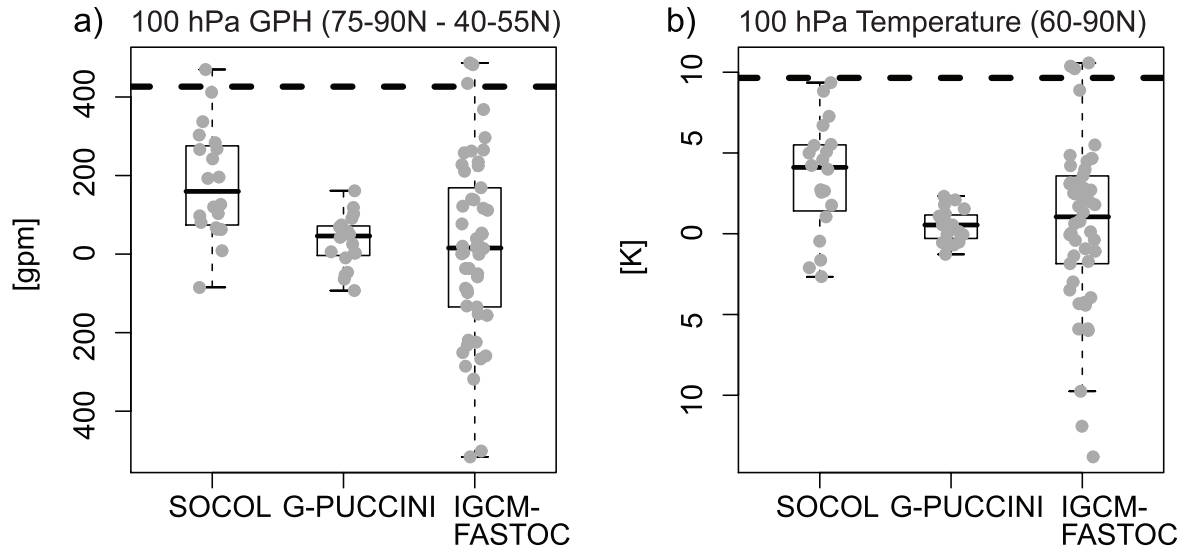 a) 100 hPa GPH (75-90N - 40-55N)
[gpm]
400
200
0
200
400
SOCOL G-PUCCINI IGCM-
FASTOC
b) 100 hPa Temperature (60-90N)
[K]
10
5
0
5
10
SOCOL G-PUCCINI IGCM-
FASTOC